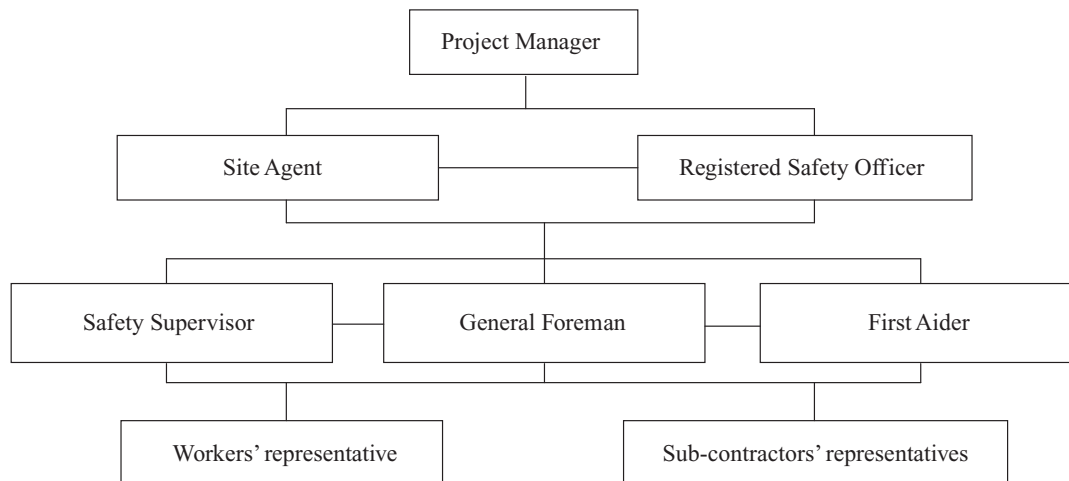 Project Manager
Site Agent
Registered Safety Officer
Safety Supervisor
General Foreman
First Aider
Workers’ representative
Sub-contractors’ representatives